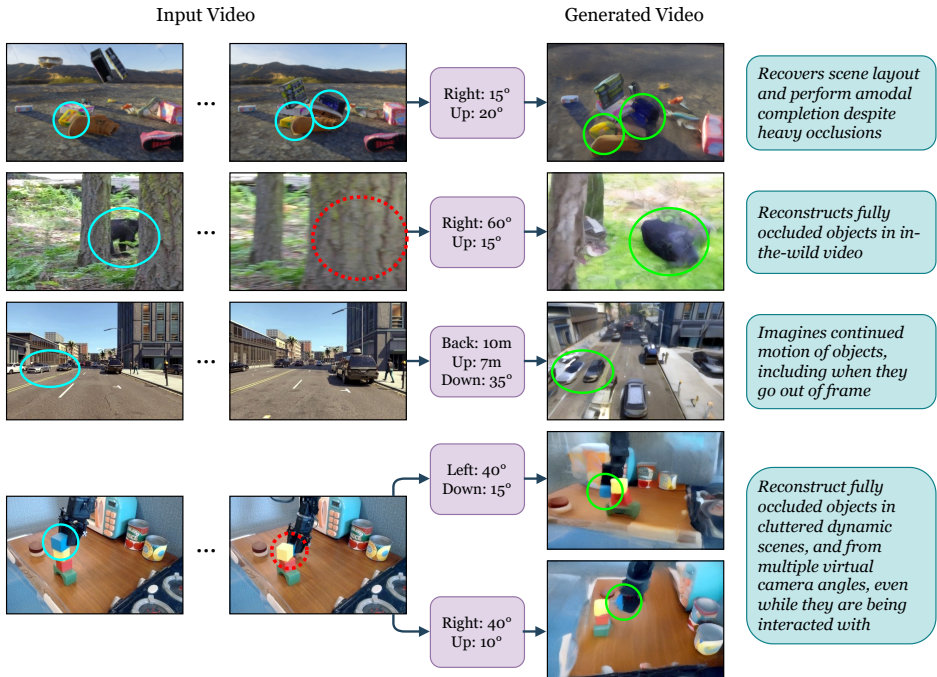 Input Video
Generated Video
...
Right: 15°
Up: 20°
Recovers scene layout
and perform amodal
completion despite
heavy occlusions
...
Right: 60°
Up: 15°
Reconstructs fully
occluded objects in in-
the-wild video
...
Back: 10m
Up: 7m
Down: 35°
Imagines continued
motion of objects,
including when they
go out of frame
...
Left: 40°
Down: 15°
Right: 40°
Up: 10°
Reconstruct fully
occluded objects in
cluttered dynamic
scenes, and from
multiple virtual
camera angles, even
while they are being
interacted with